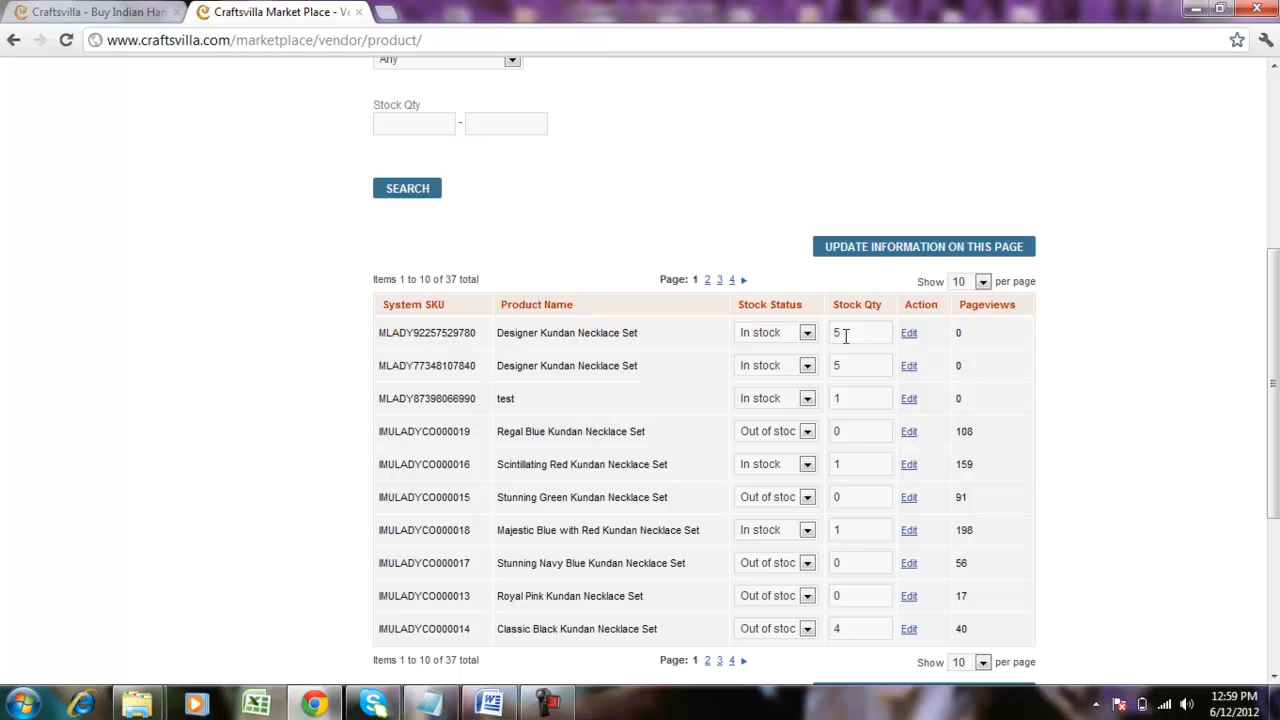 Craftsvilla - Buy Indian Han
Craftsvilla Market Place - Ve
www.craftsvilla.com/marketplace/vendor/product/
Any
Stock Qty
-
SEARCH
UPDATE INFORMATION ON THIS PAGE
Items 1 to 10 of 37 total Page: 1 2 3 4 Show 10 per page
System SKU Product Name Stock Status Stock Qty Action Pageviews
MLADY92257529780 Designer Kundan Necklace Set In stock 5 Edit 0
MLADY77348107840 Designer Kundan Necklace Set In stock 5 Edit 0
MLADY87398066990 test In stock 1 Edit 0
IMULADYCO000019 Regal Blue Kundan Necklace Set Out of stoc 0 Edit 108
IMULADYCO000016 Scintillating Red Kundan Necklace Set In stock 1 Edit 159
IMULADYCO000015 Stunning Green Kundan Necklace Set Out of stoc 0 Edit 91
IMULADYCO000018 Majestic Blue with Red Kundan Necklace Set In stock 1 Edit 198
IMULADYCO000017 Stunning Navy Blue Kundan Necklace Set Out of stoc 0 Edit 56
IMULADYCO000013 Royal Pink Kundan Necklace Set Out of stoc 0 Edit 17
IMULADYCO000014 Classic Black Kundan Necklace Set Out of stoc 4 Edit 40
Items 1 to 10 of 37 total Page: 1 2 3 4 Show 10 per page
12:59 PM
6/12/2012